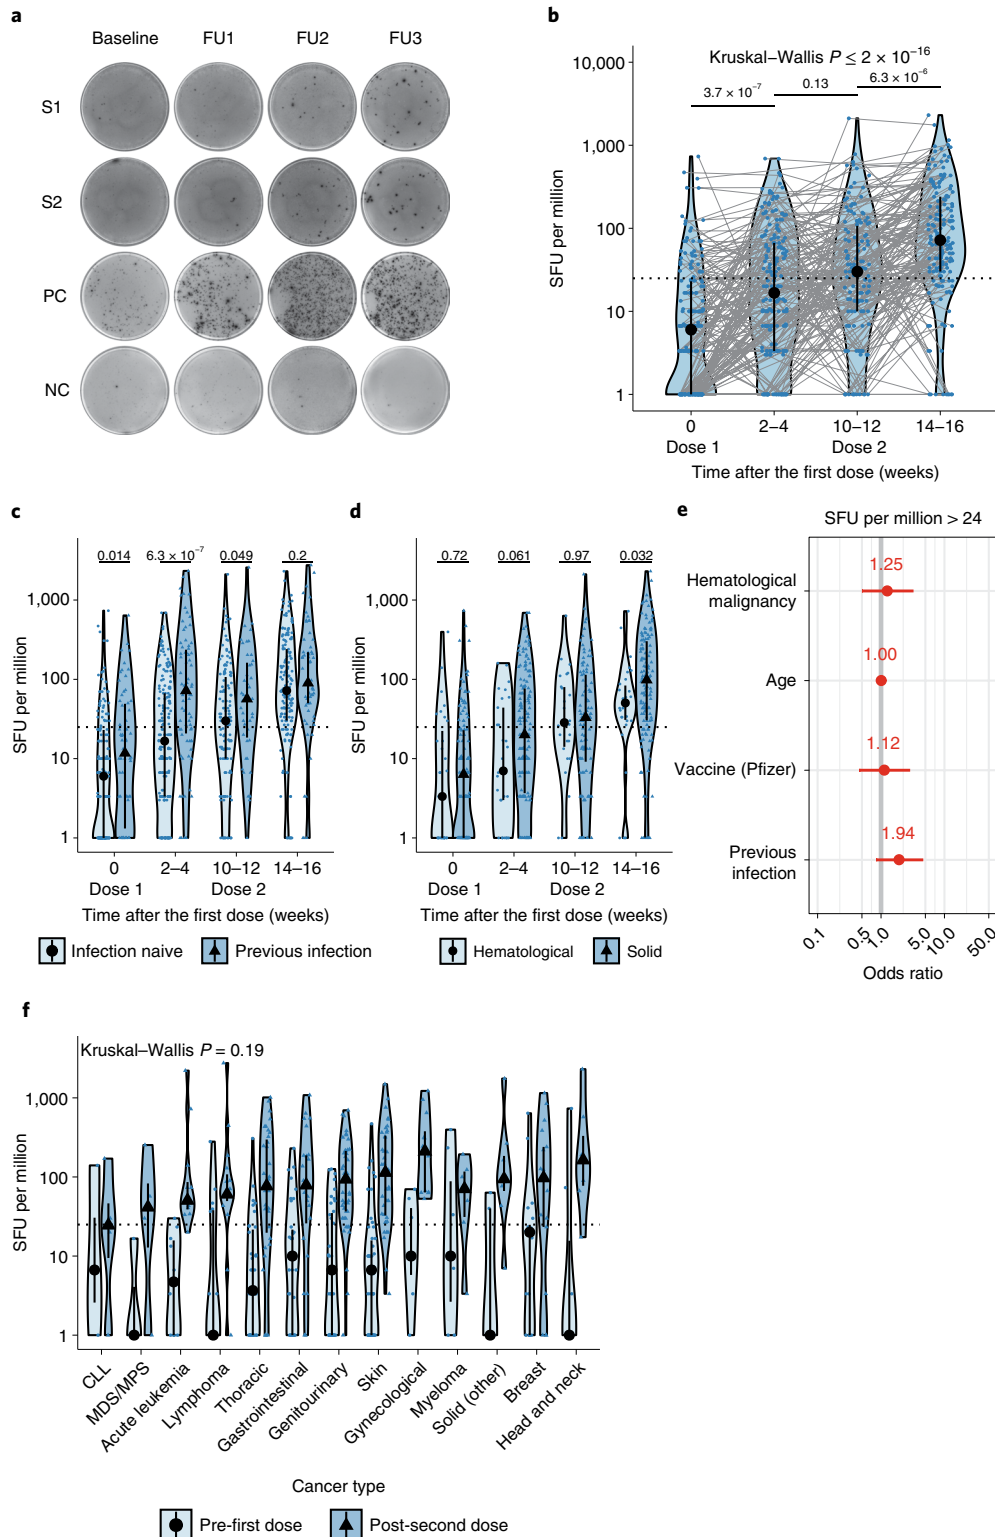 a
Baseline FU1 FU2 FU3
S1
S2
PC
NC
b
Kruskal–Wallis P ≤ 2 × 10−16
3.7 × 10−7 0.13 6.3 × 10−6
SFU per million
10,000
1,000
100
10
1
0 2–4 10–12 14–16
Dose 1 Dose 2
Time after the first dose (weeks)
c
0.014 6.3 × 10−7 0.049 0.2
SFU per million
1,000
100
10
1
0 2–4 10–12 14–16
Dose 1 Dose 2
Time after the first dose (weeks)
Infection naive Previous infection
d
0.72 0.061 0.97 0.032
SFU per million
1,000
100
10
1
0 2–4 10–12 14–16
Dose 1 Dose 2
Time after the first dose (weeks)
Hematological Solid
e
SFU per million > 24
Hematological
malignancy
1.25
Age
1.00
Vaccine (Pfizer)
1.12
Previous
infection
1.94
0.1 0.5 1.0 5.0 10.0 50.0
Odds ratio
f
Kruskal–Wallis P = 0.19
SFU per million
1,000
100
10
1
CLL MDS/MPS Acute leukemia Lymphoma Thoracic Gastrointestinal Genitourinary Skin Gynecological Myeloma Solid (other) Breast Head and neck
Cancer type
Pre-first dose Post-second dose